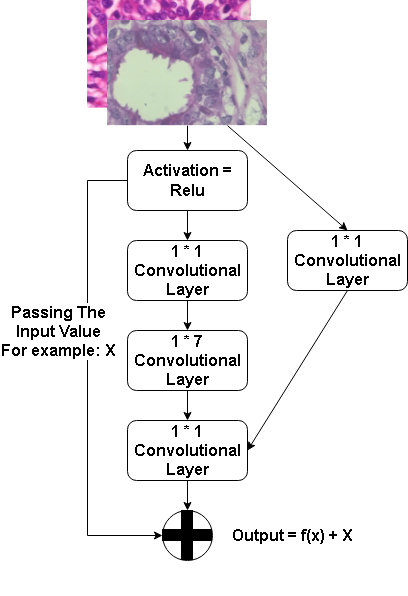 Activation =
Relu
1 * 1
Convolutional
Layer
1 * 1
Convolutional
Layer
Passing The
Input Value
For example: X
1 * 7
Convolutional
Layer
1 * 1
Convolutional
Layer
Output = f(x) + X